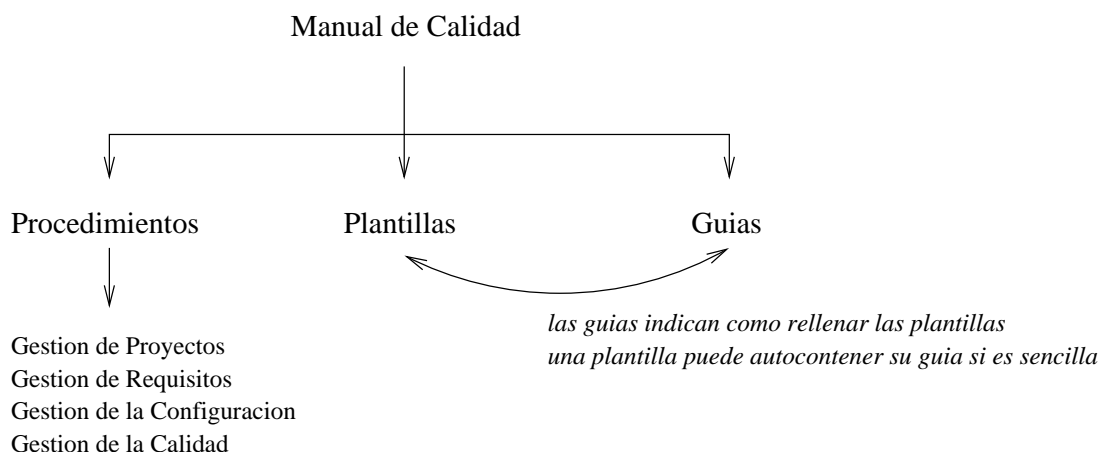 Manual de Calidad
Procedimientos
Plantillas
Guias
las guias indican como rellenar las plantillas
una plantilla puede autocontener su guia si es sencilla
Gestion de Proyectos
Gestion de Requisitos
Gestion de la Configuracion
Gestion de la Calidad